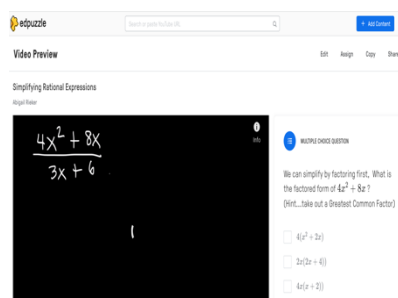 edpuzzle
Search or paste YouTube URL
+ Add Content
Video Preview
Edit Assign Copy Share
Simplifying Rational Expressions
Abigail
4x² + 8x
3x + 6
Info
MULTIPLE CHOICE QUESTION
We can simplify by factoring first, What is
the factored form of 4x² + 8x ?
(Hint...take out a Greatest Common Factor)
4(x² + 2x)
2x(2x + 4))
4x(x + 2))